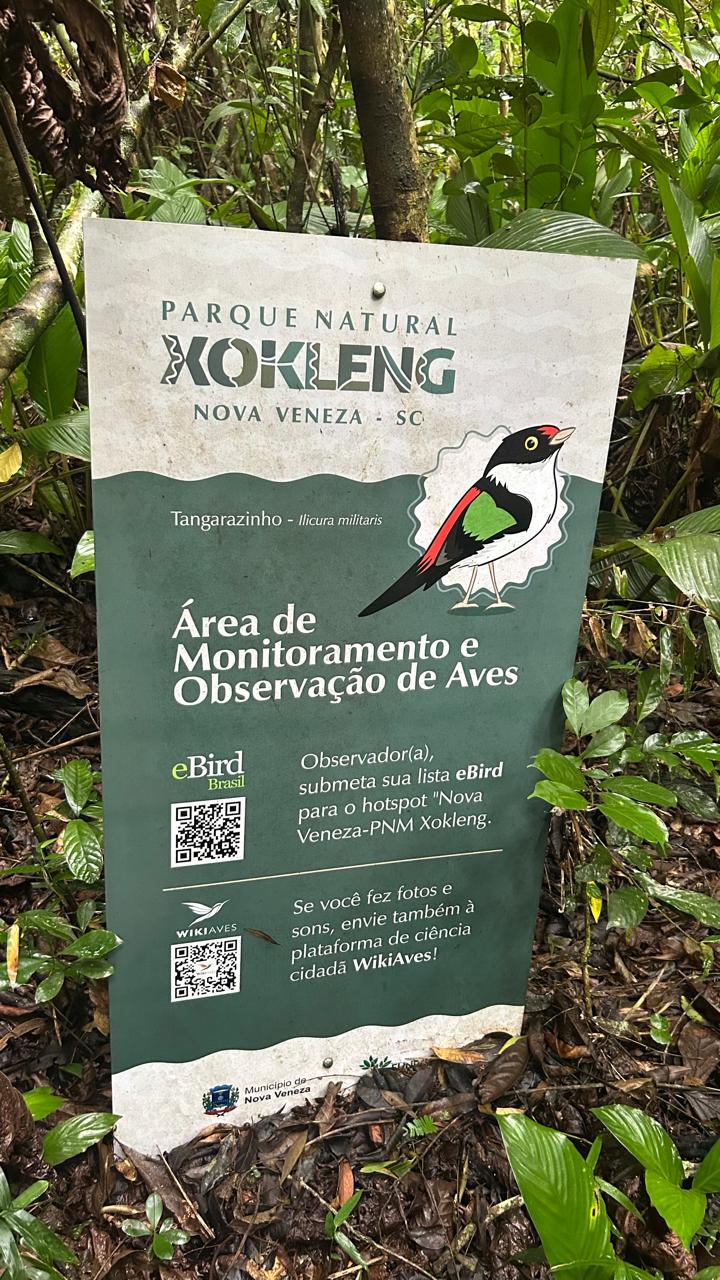 PARQUE NATURAL
XOKLENG
NOVA VENEZA - SC
Tangarazinho - Ilicura militaris
Área de
Monitoramento e
Observação de Aves
eBird
Brasil
Observador(a),
submeta sua lista eBird
para o hotspot "Nova
Veneza-PNM Xokleng.
WIKIAVES
Se você fez fotos e
sons, envie também à
plataforma de ciência
cidadã WikiAves!
Município de
Nova Veneza